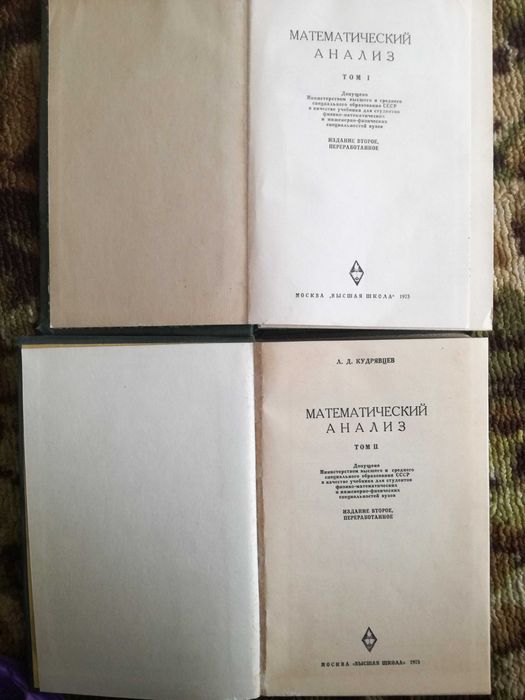 МАТЕМАТИЧЕСКИЙ
АНАЛИЗ
ТОМ I
Допущено
Министерством высшего и среднего
специального образования СССР
в качестве учебника для студентов
физико-математических
и инженерно-физических
специальностей вузов
ИЗДАНИЕ ВТОРОЕ,
ПЕРЕРАБОТАННОЕ
МОСКВА „ВЫСШАЯ ШКОЛА“ 1973
Л. Д. КУДРЯВЦЕВ
МАТЕМАТИЧЕСКИЙ
АНАЛИЗ
ТОМ II
Допущено
Министерством высшего и среднего
специального образования СССР
в качестве учебника для студентов
физико-математических
и инженерно-физических
специальностей вузов
ИЗДАНИЕ ВТОРОЕ,
ПЕРЕРАБОТАННОЕ
МОСКВА «ВЫСШАЯ ШКОЛА» 1973